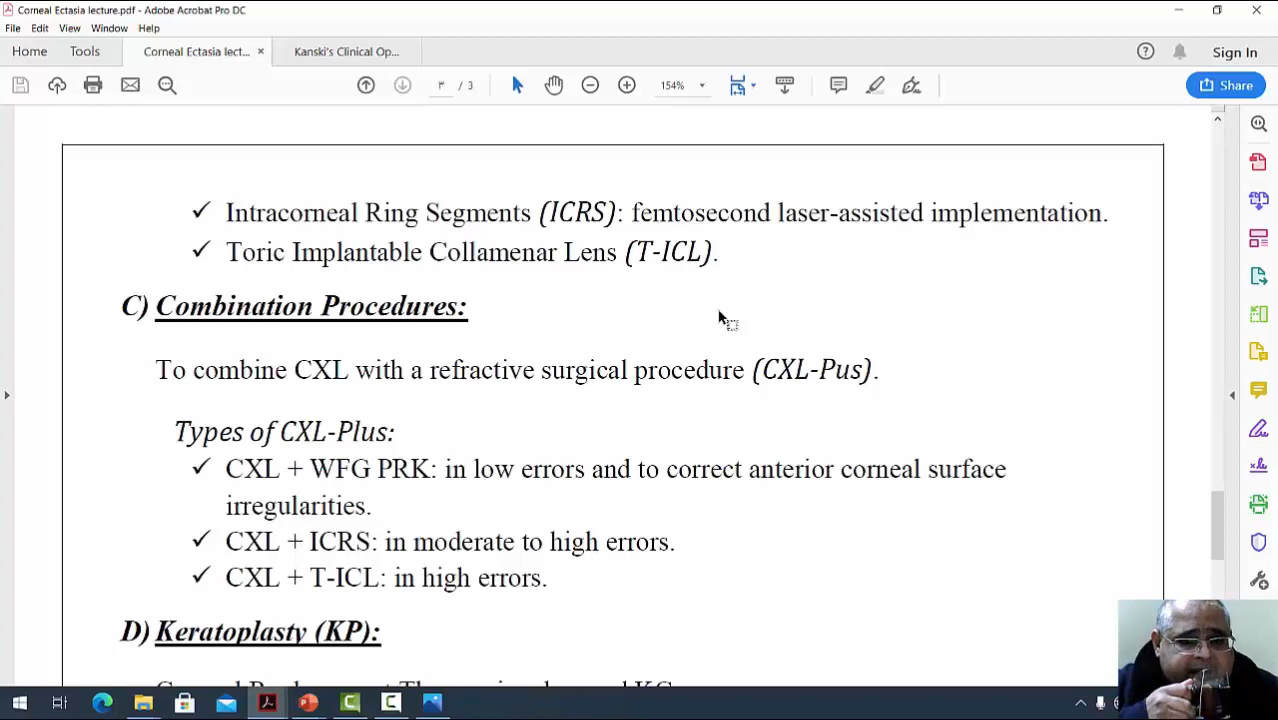 Corneal Ectasia lecture.pdf - Adobe Acrobat Pro DC
File Edit View Window Help
Home Tools Corneal Ectasia lect... × Kanski's Clinical Op... Sign In
٣ / 3 154% Share
✓ Intracorneal Ring Segments (ICRS): femtosecond laser-assisted implementation.
✓ Toric Implantable Collamenar Lens (T-ICL).
C) Combination Procedures:
To combine CXL with a refractive surgical procedure (CXL-Pus).
Types of CXL-Plus:
✓ CXL + WFG PRK: in low errors and to correct anterior corneal surface
irregularities.
✓ CXL + ICRS: in moderate to high errors.
✓ CXL + T-ICL: in high errors.
D) Keratoplasty (KP):